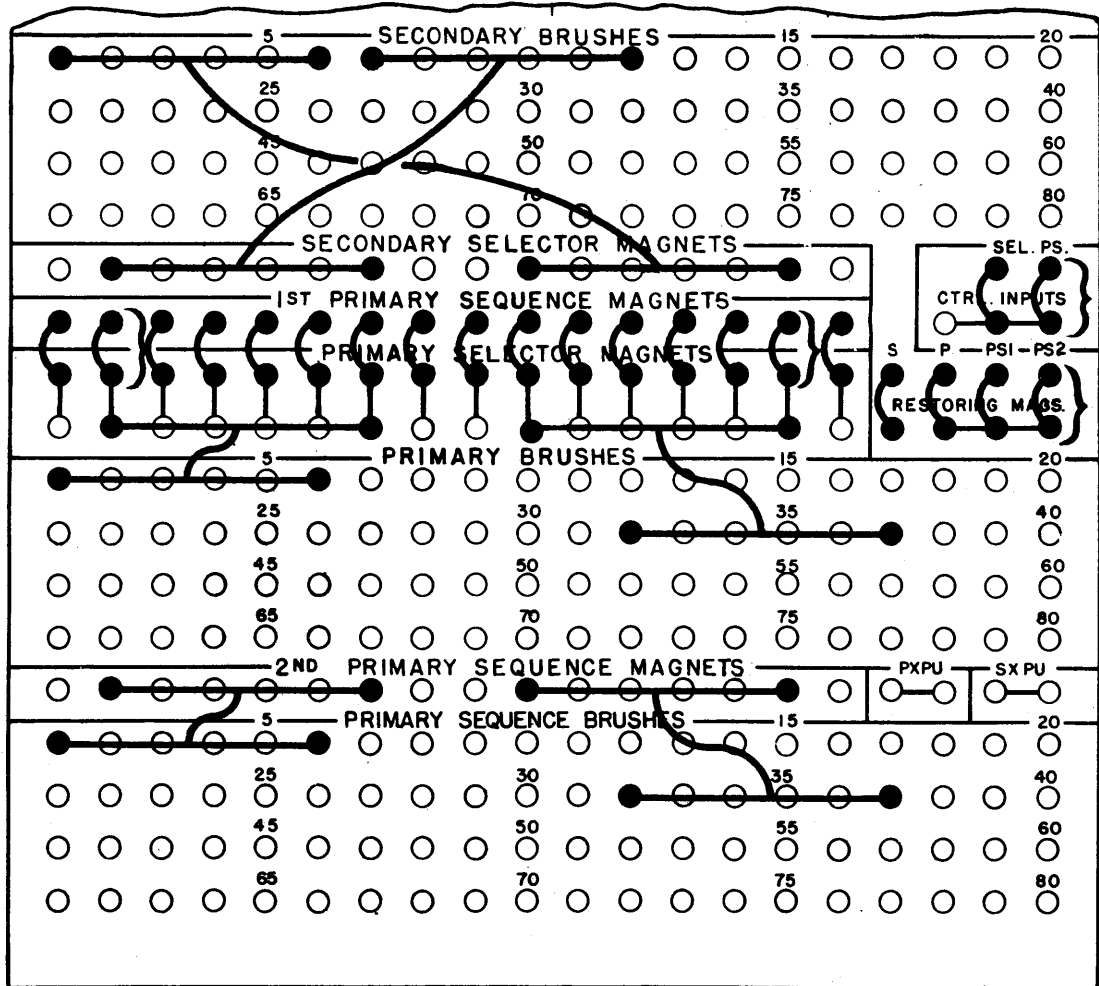 5 SECONDARY BRUSHES 15 20
25 30 35 40
45 50 55 60
65 70 75 80
SECONDARY SELECTOR MAGNETS
SEL. PS.
1ST PRIMARY SEQUENCE MAGNETS
CTRL. INPUTS
PRIMARY SELECTOR MAGNETS
S P PS1 PS2
RESTORING MAGS.
5 PRIMARY BRUSHES 15 20
25 30 35 40
45 50 55 60
65 70 75 80
2ND PRIMARY SEQUENCE MAGNETS PXPU SXPU
5 PRIMARY SEQUENCE BRUSHES 15 20
25 30 35 40
45 50 55 60
65 70 75 80